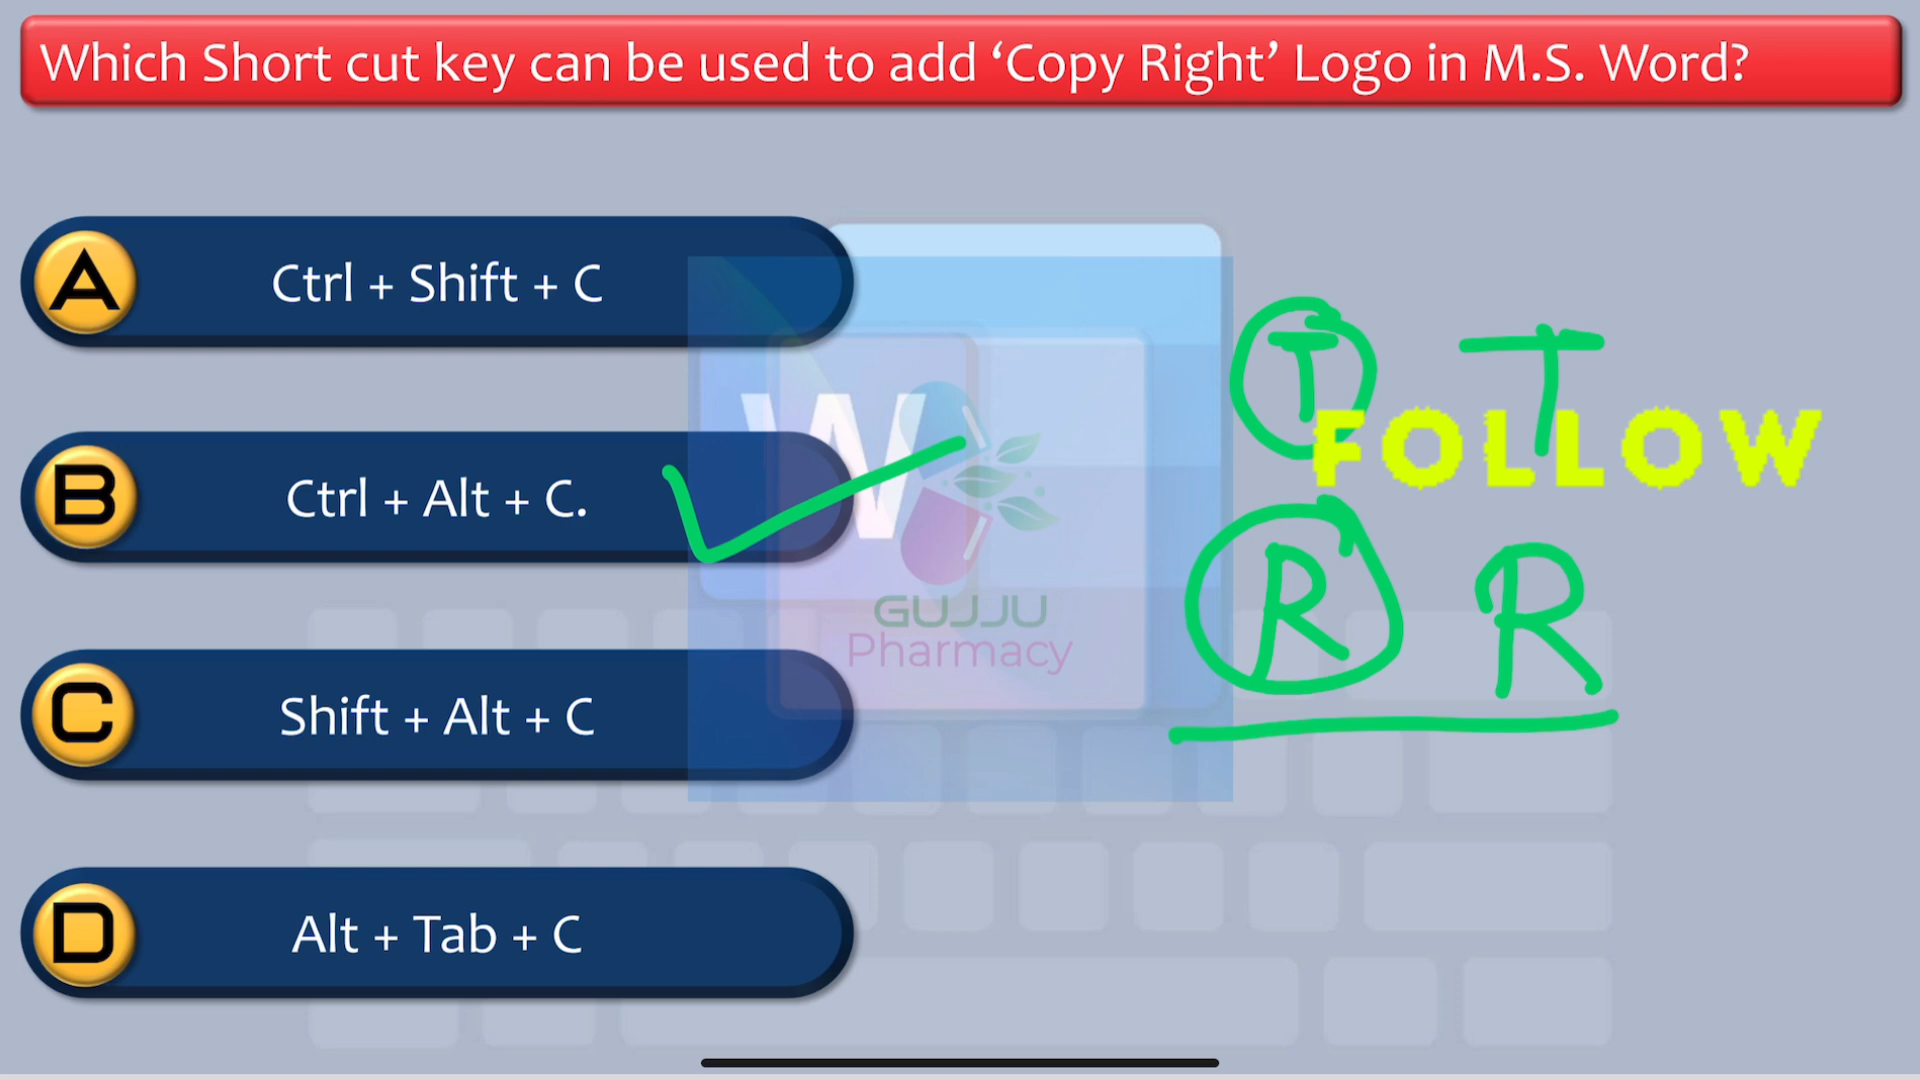 Which Short cut key can be used to add ‘Copy Right’ Logo in M.S. Word?
A
Ctrl + Shift + C
B
Ctrl + Alt + C.
C
Shift + Alt + C
D
Alt + Tab + C
W
GUJJU
Pharmacy
T T
FOLLOW
R R